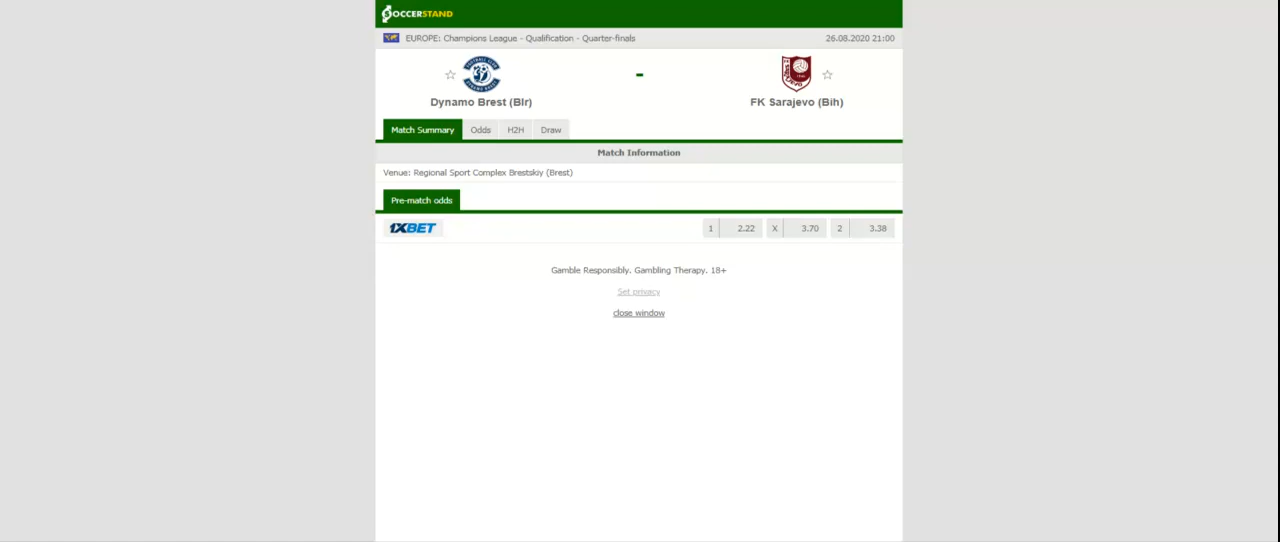 SOCCERSTAND
EUROPE: Champions League - Qualification - Quarter-finals 26.08.2020 21:00
-
Dynamo Brest (Blr) FK Sarajevo (Bih)
Match Summary Odds H2H Draw
Match Information
Venue: Regional Sport Complex Brestskiy (Brest)
Pre-match odds
1XBET 1 2.22 X 3.70 2 3.38
Gamble Responsibly. Gambling Therapy. 18+
Set privacy
close window